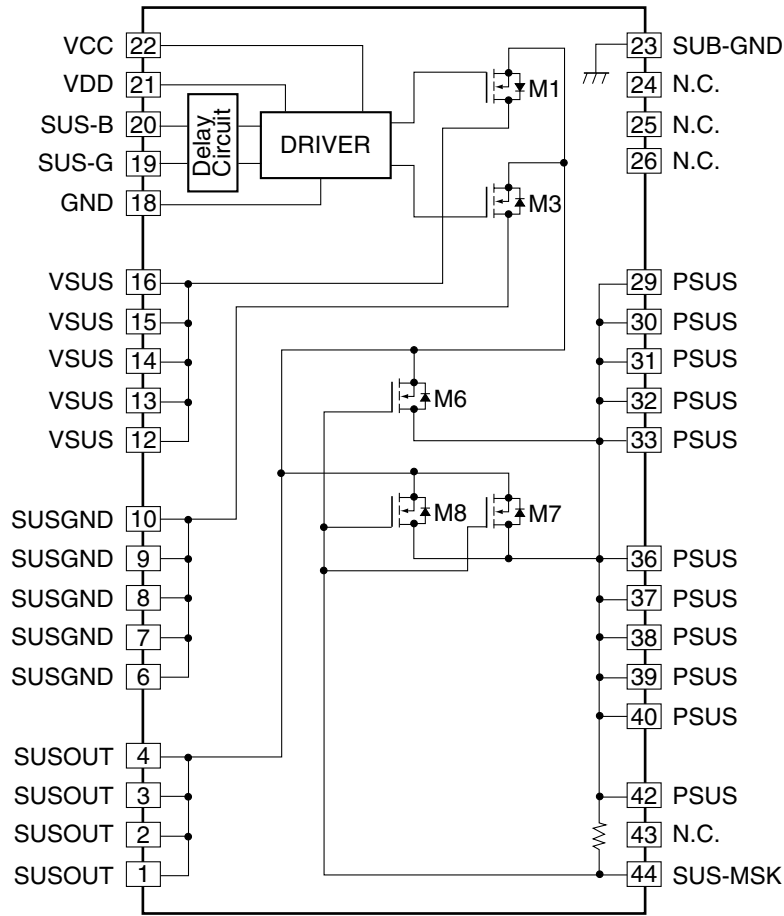 VCC 22
VDD 21
SUS-B 20
SUS-G 19
GND 18
VSUS 16
VSUS 15
VSUS 14
VSUS 13
VSUS 12
SUSGND 10
SUSGND 9
SUSGND 8
SUSGND 7
SUSGND 6
SUSOUT 4
SUSOUT 3
SUSOUT 2
SUSOUT 1
Delay
Circuit
DRIVER
M1
M3
M6
M8
M7
23 SUB-GND
24 N.C.
25 N.C.
26 N.C.
29 PSUS
30 PSUS
31 PSUS
32 PSUS
33 PSUS
36 PSUS
37 PSUS
38 PSUS
39 PSUS
40 PSUS
42 PSUS
43 N.C.
44 SUS-MSK